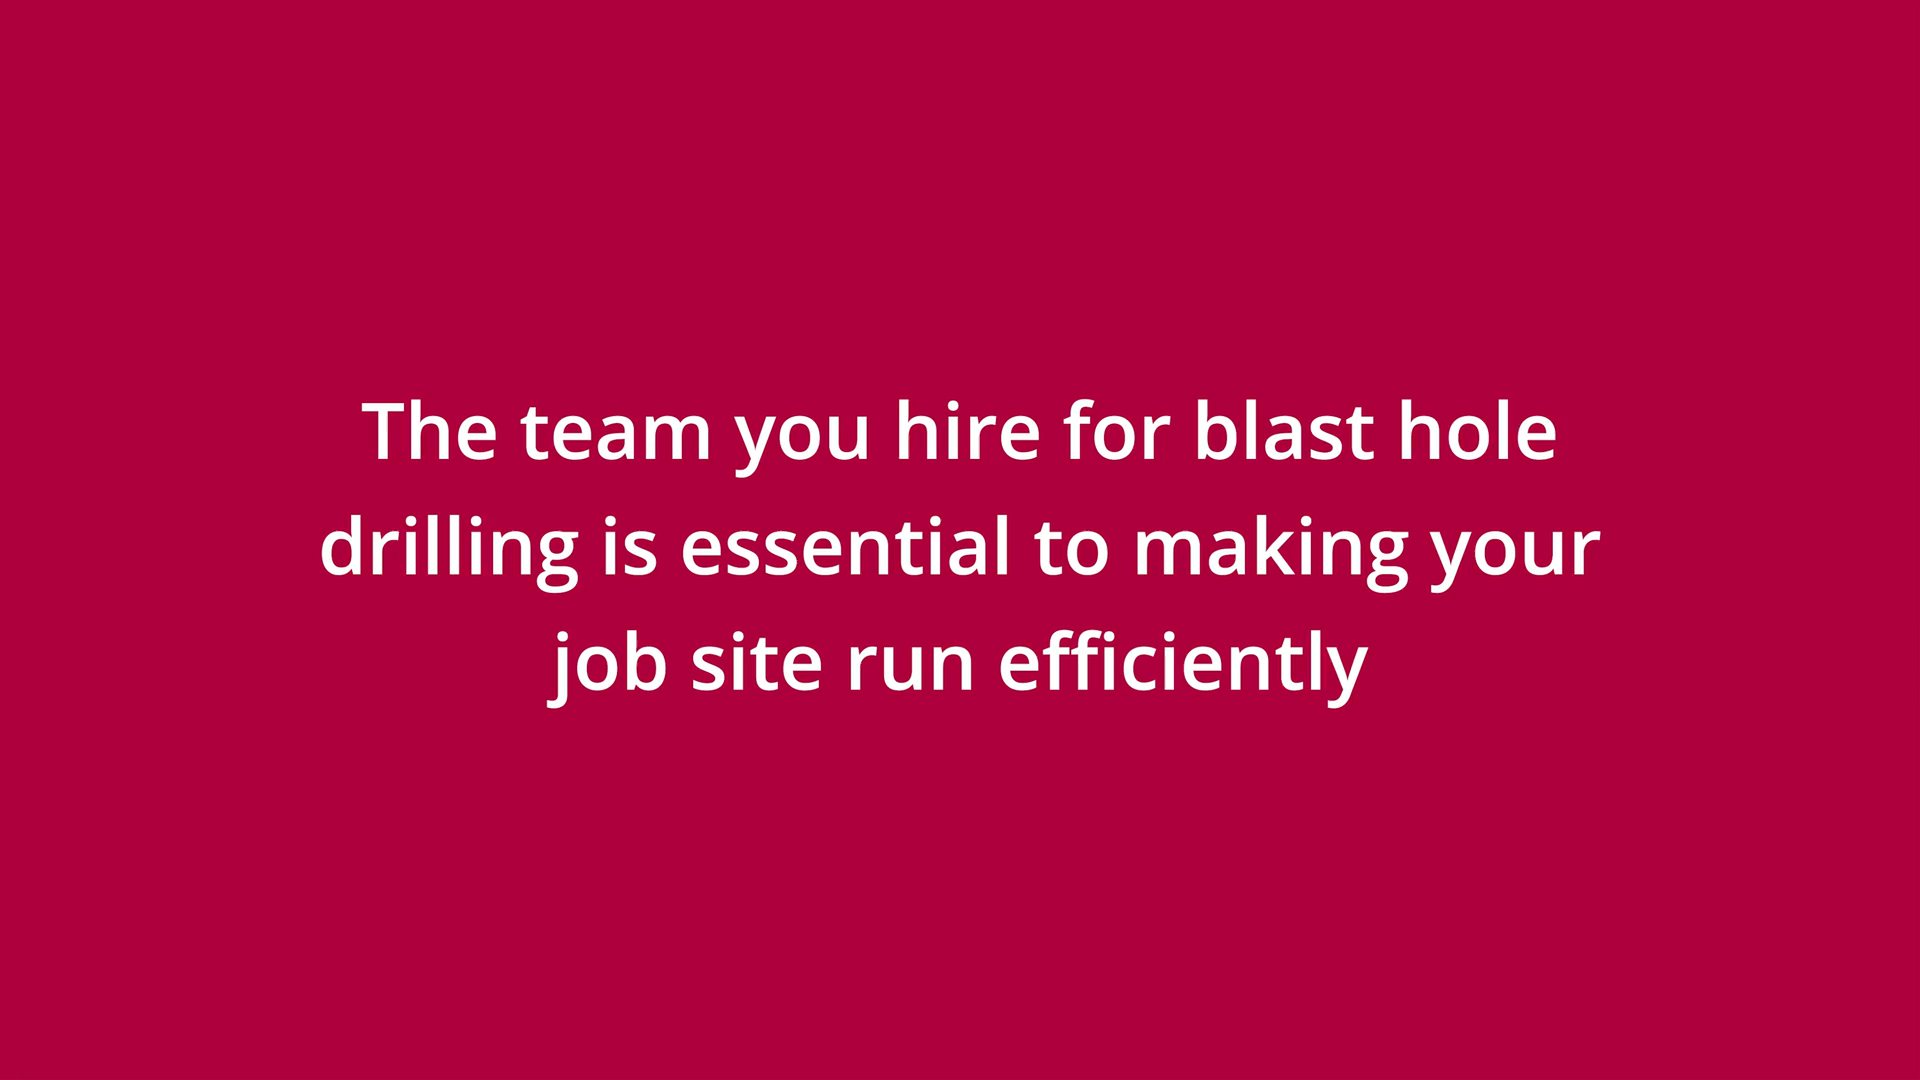 The team you hire for blast hole
drilling is essential to making your
job site run efficiently